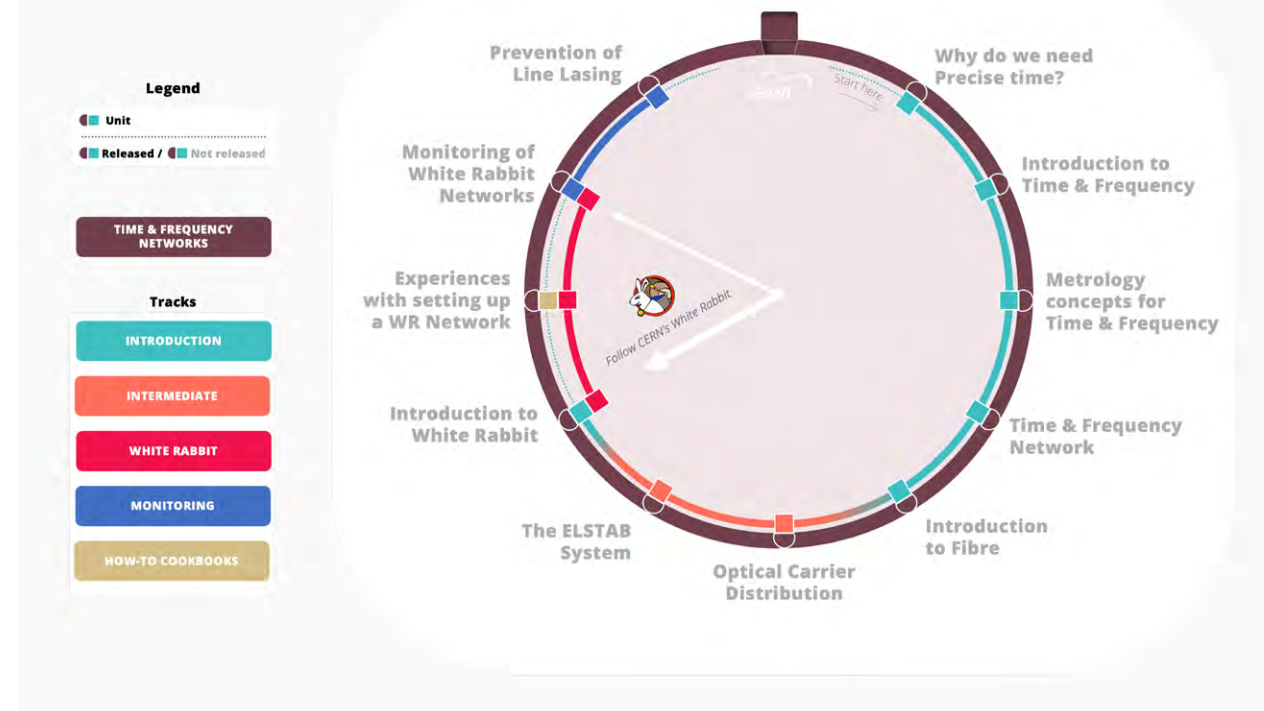 Legend
Unit
Released / Not released
TIME & FREQUENCY
NETWORKS
Tracks
INTRODUCTION
INTERMEDIATE
WHITE RABBIT
MONITORING
HOW-TO COOKBOOKS
Start here
Why do we need
Precise time?
Introduction to
Time & Frequency
Metrology
concepts for
Time & Frequency
Time & Frequency
Network
Introduction
to Fibre
Optical Carrier
Distribution
The ELSTAB
System
Introduction to
White Rabbit
Experiences
with setting up
a WR Network
Monitoring of
White Rabbit
Networks
Prevention of
Line Lasing
Follow CERN's White Rabbit